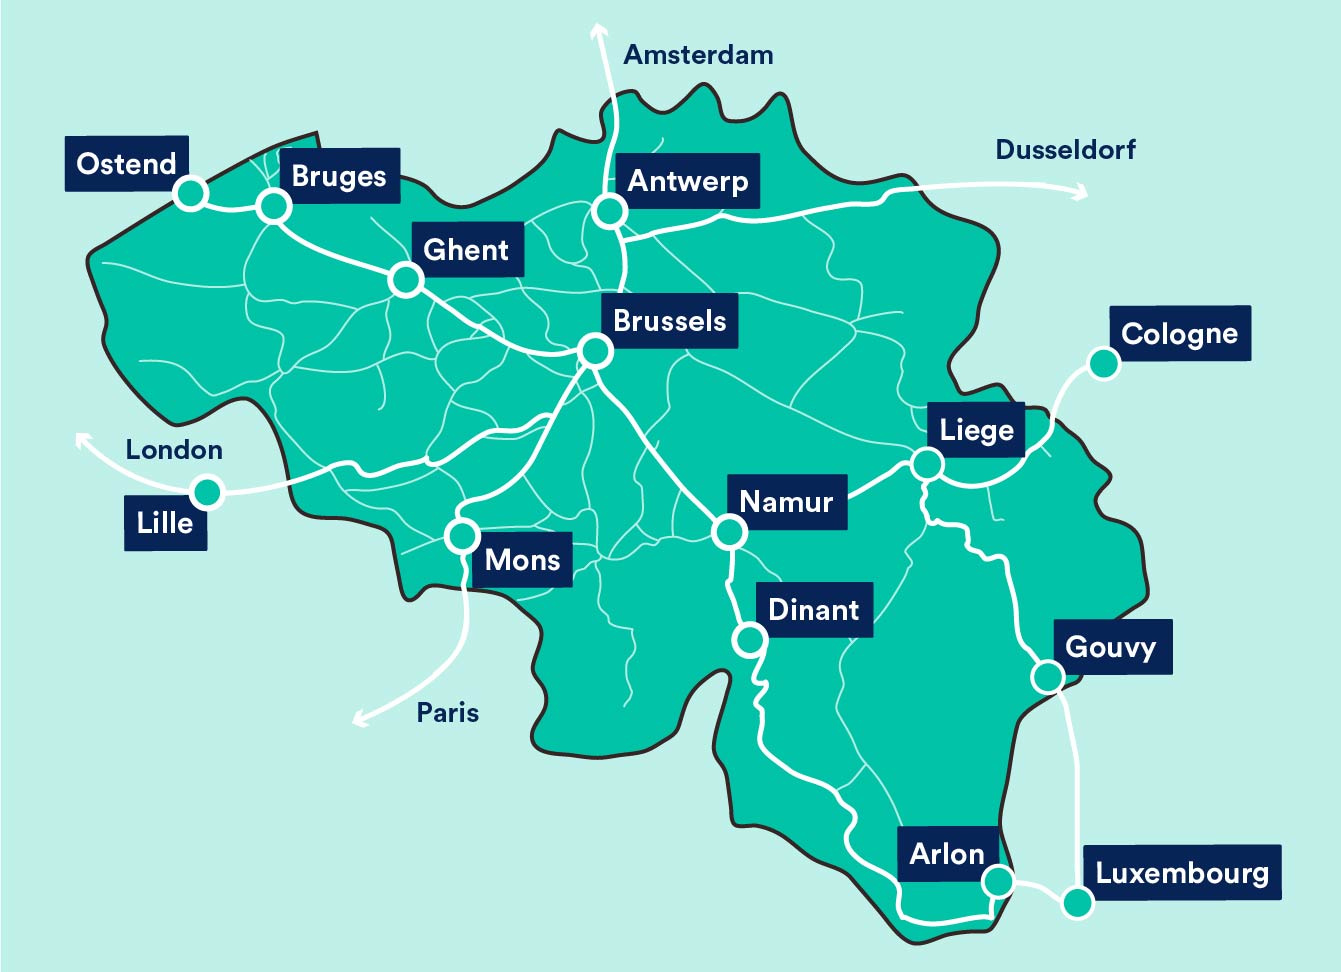 Amsterdam
Dusseldorf
Ostend
Bruges
Antwerp
Ghent
Brussels
Cologne
Liege
London
Lille
Namur
Mons
Dinant
Gouvy
Paris
Arlon
Luxembourg